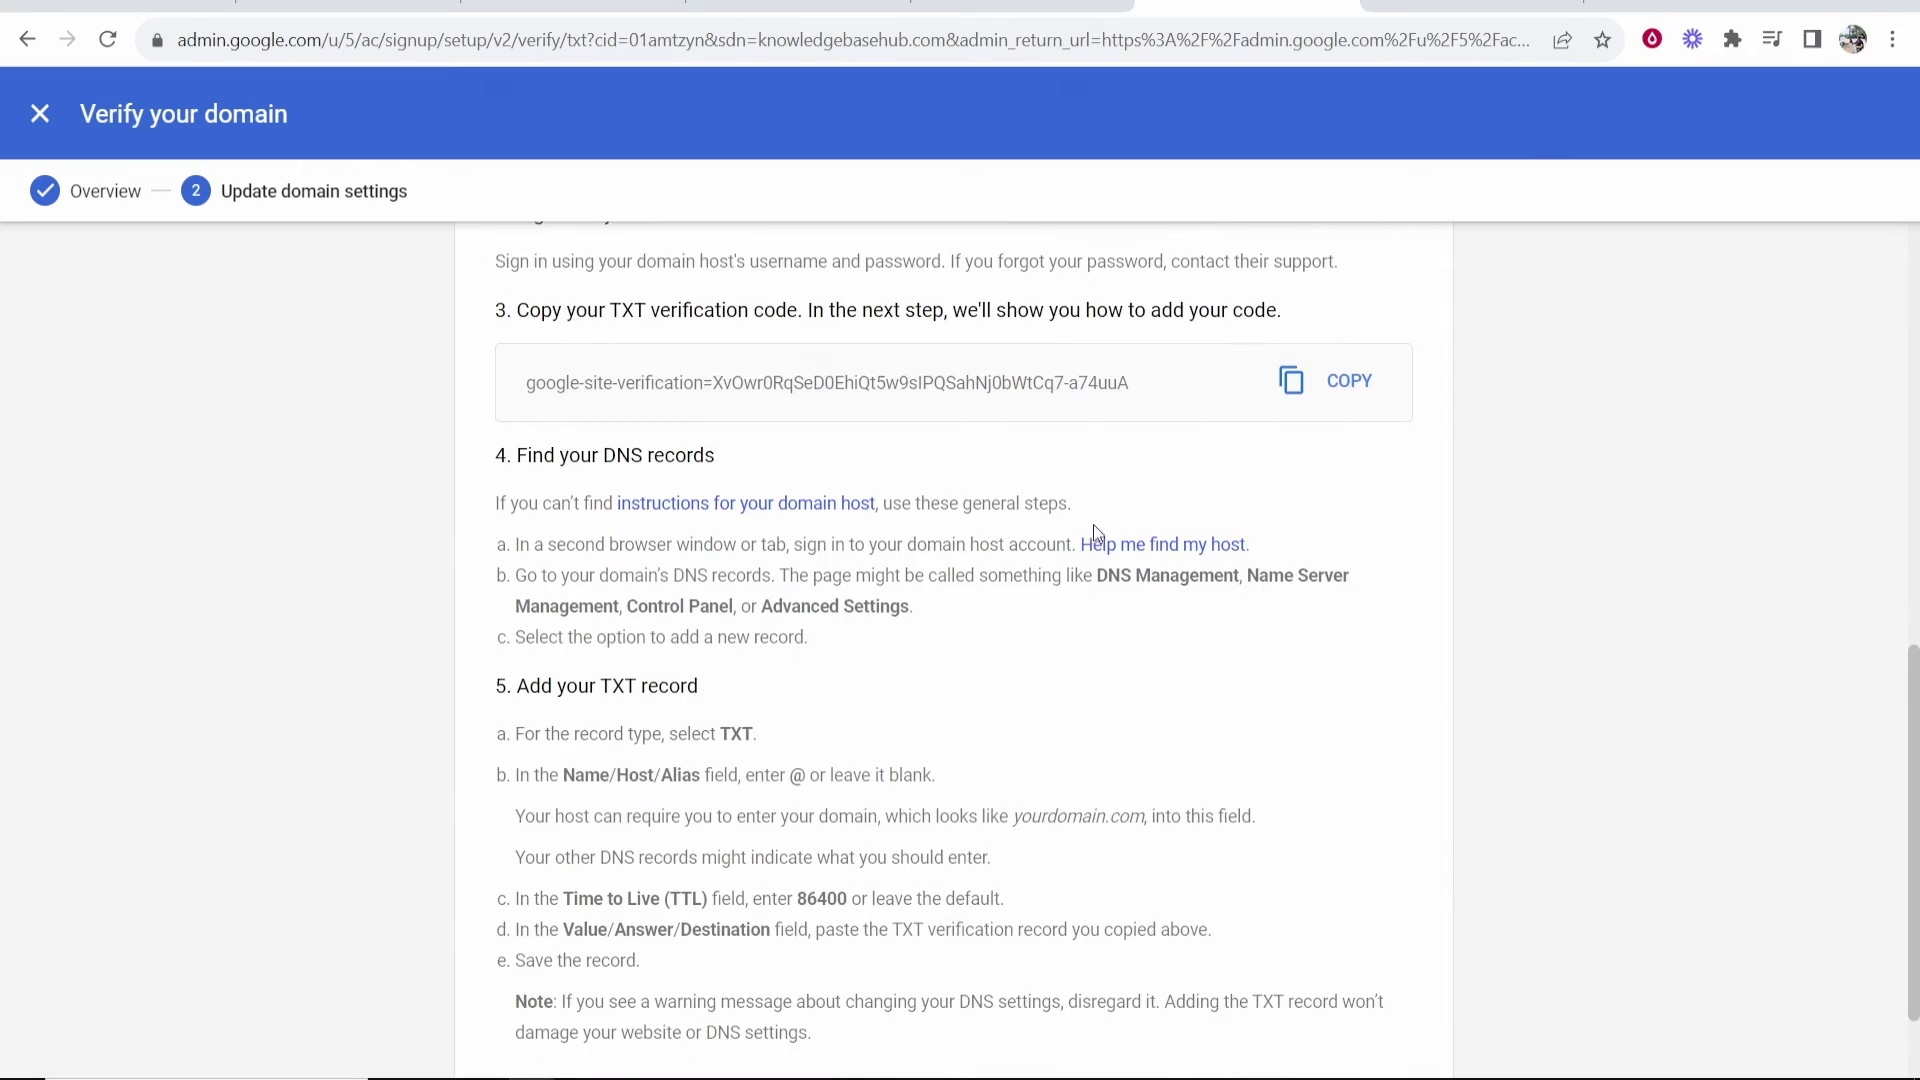 admin.google.com/u/5/ac/signup/setup/v2/verify/txt?cid=01amtzyn&sdn=knowledgebasehub.com&admin_return_url=https%3A%2F%2Fadmin.google.com%2Fu%2F5%2Fac...
Verify your domain
Overview
2 Update domain settings
Sign in using your domain host's username and password. If you forgot your password, contact their support.
3. Copy your TXT verification code. In the next step, we'll show you how to add your code.
google-site-verification=XvOwr0RqSeD0EhiQt5w9sIPQSahNj0bWtCq7-a74uuA
COPY
4. Find your DNS records
If you can't find instructions for your domain host, use these general steps.
a. In a second browser window or tab, sign in to your domain host account. Help me find my host.
b. Go to your domain's DNS records. The page might be called something like DNS Management, Name Server
Management, Control Panel, or Advanced Settings.
c. Select the option to add a new record.
5. Add your TXT record
a. For the record type, select TXT.
b. In the Name/Host/Alias field, enter @ or leave it blank.
Your host can require you to enter your domain, which looks like yourdomain.com, into this field.
Your other DNS records might indicate what you should enter.
c. In the Time to Live (TTL) field, enter 86400 or leave the default.
d. In the Value/Answer/Destination field, paste the TXT verification record you copied above.
e. Save the record.
Note: If you see a warning message about changing your DNS settings, disregard it. Adding the TXT record won't
damage your website or DNS settings.